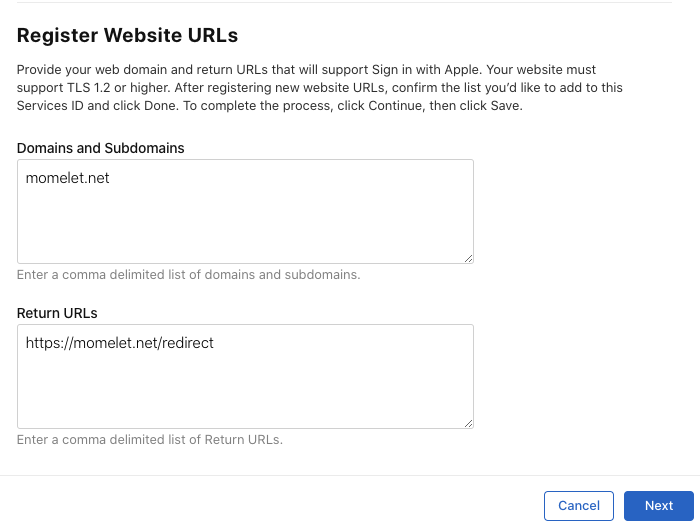 Register Website URLs
Provide your web domain and return URLs that will support Sign in with Apple. Your website must
support TLS 1.2 or higher. After registering new website URLs, confirm the list you’d like to add to this
Services ID and click Done. To complete the process, click Continue, then click Save.
Domains and Subdomains
momelet.net
Enter a comma delimited list of domains and subdomains.
Return URLs
https://momelet.net/redirect
Enter a comma delimited list of Return URLs.
Cancel
Next